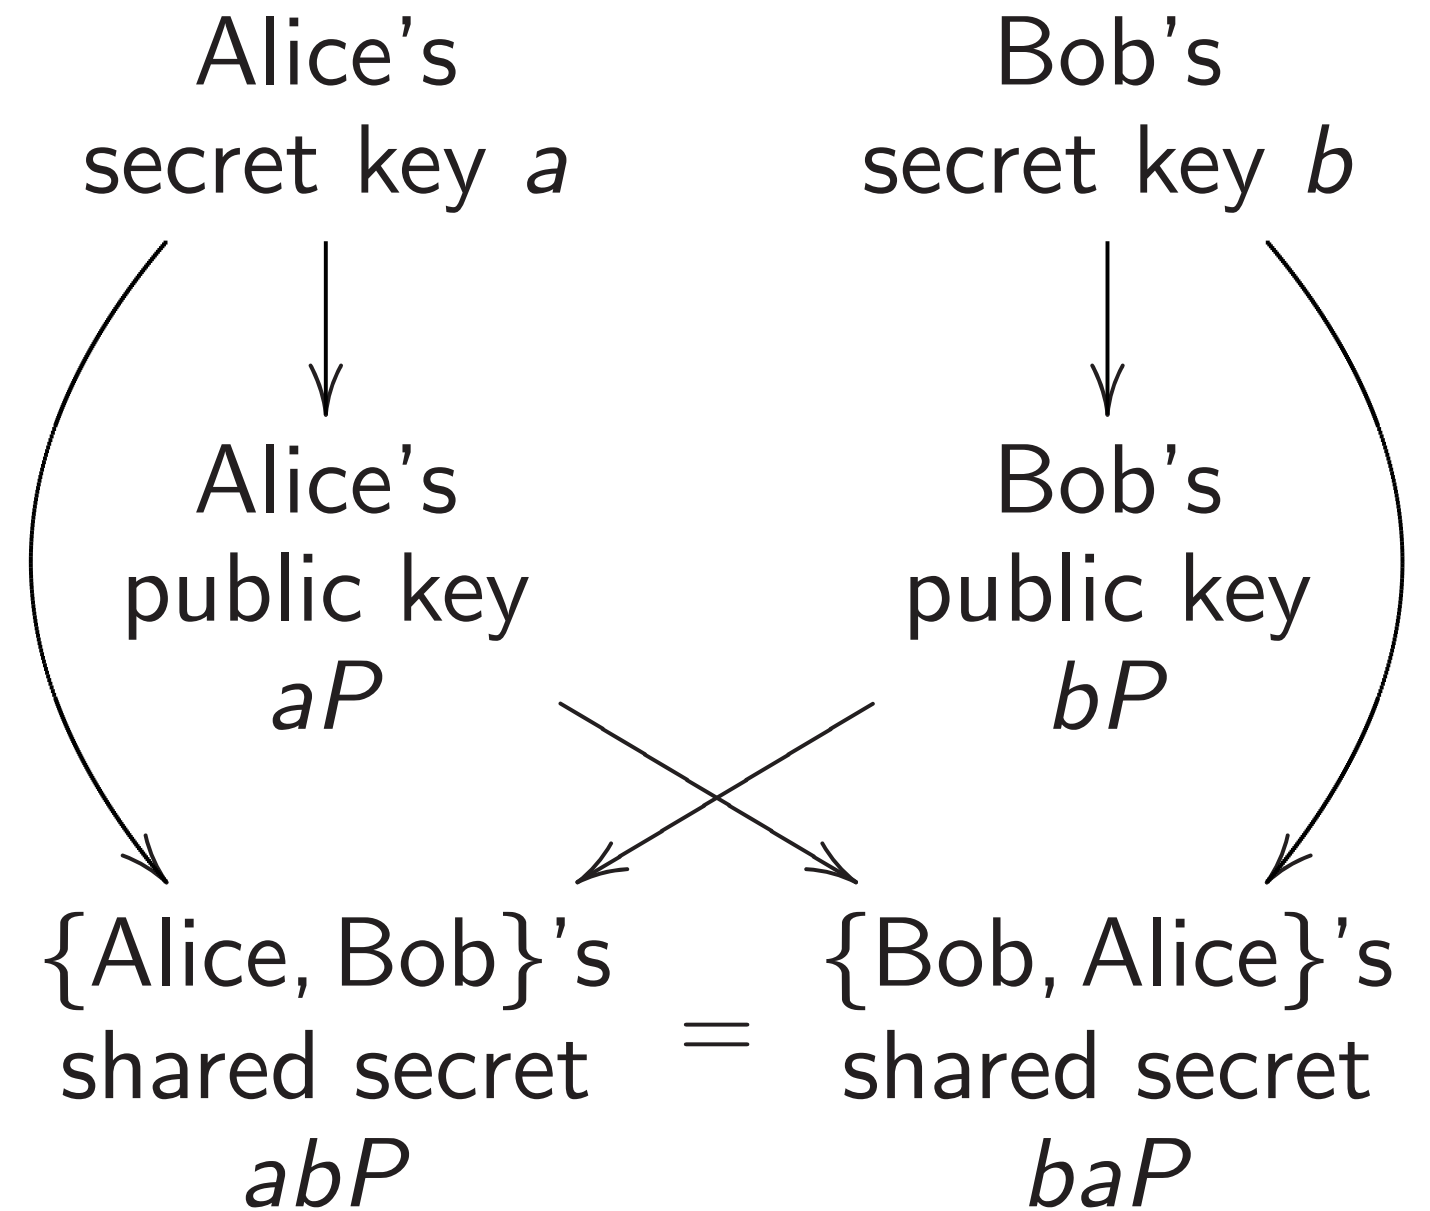 Alice’s
secret key a
Bob’s
secret key b
Alice’s
public key
aP
Bob’s
public key
bP
{Alice, Bob}’s
shared secret
abP
=
{Bob, Alice}’s
shared secret
baP